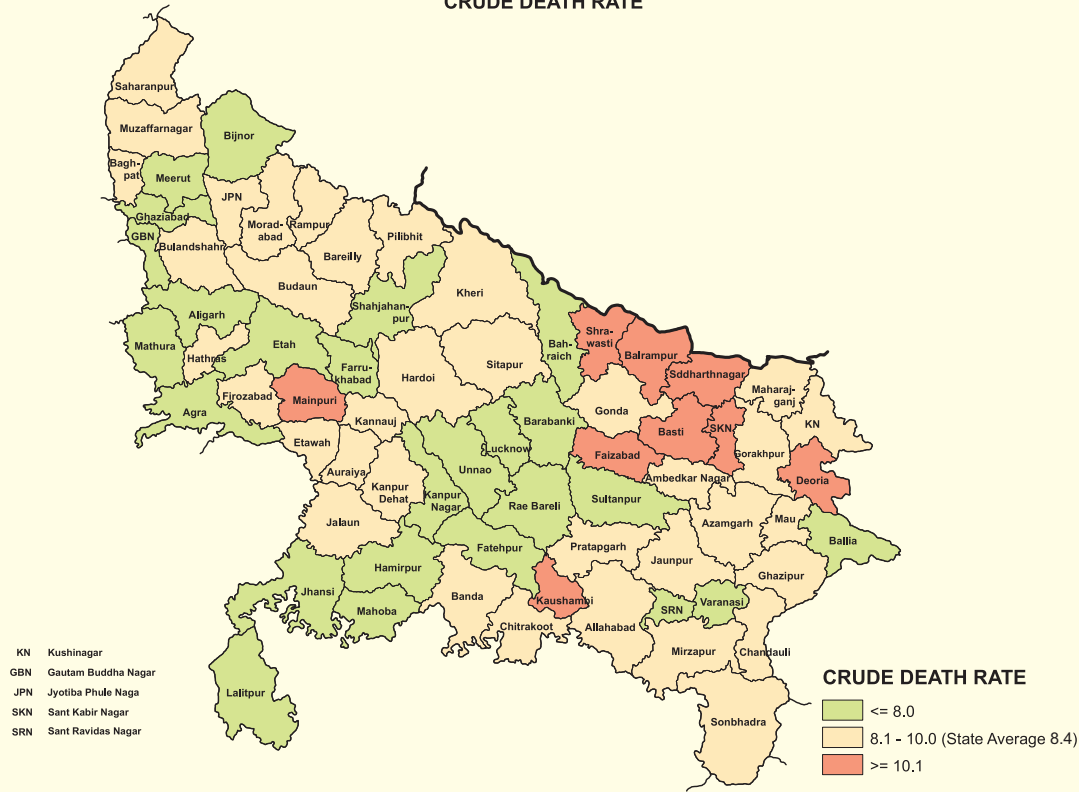 CRUDE DEATH RATE
Saharanpur
Muzaffarnagar
Bijnor
Bagh-
pat
Meerut
JPN
Ghaziabad
Morad-
abad
Rampur
GBN
Bulandshahr
Bareilly
Pilibhit
Budaun
Shahjahan-
pur
Kheri
Aligarh
Mathura
Hathras
Etah
Farru-
khabad
Hardoi
Sitapur
Bah-
raich
Shra-
wasti
Balrampur
Sddharthnagar
Maharaj-
ganj
KN
Agra
Firozabad
Mainpuri
Kannauj
Gonda
Barabanki
Basti
SKN
Gorakhpur
Etawah
Lucknow
Faizabad
Deoria
Auraiya
Kanpur
Dehat
Unnao
Ambedkar Nagar
Kanpur
Nagar
Rae Bareli
Sultanpur
Azamgarh
Mau
Jalaun
Ballia
Fatehpur
Pratapgarh
Jaunpur
Hamirpur
Ghazipur
Jhansi
Mahoba
Banda
Kaushambi
SRN
Varanasi
Chitrakoot
Allahabad
Mirzapur
Chandauli
Lalitpur
Sonbhadra
KN Kushinagar
GBN Gautam Buddha Nagar
JPN Jyotiba Phule Naga
SKN Sant Kabir Nagar
SRN Sant Ravidas Nagar
CRUDE DEATH RATE
<= 8.0
8.1 - 10.0 (State Average 8.4)
>= 10.1